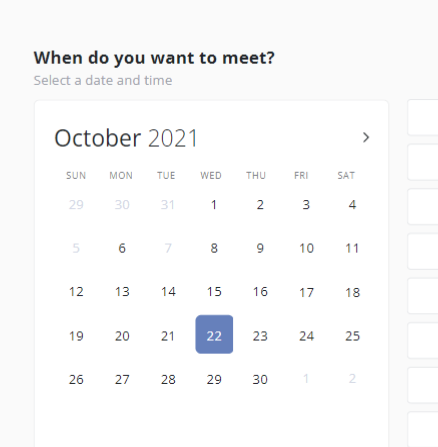 When do you want to meet?
Select a date and time
October 2021
SUN MON TUE WED THU FRI SAT
29 30 31 1 2 3 4
5 6 7 8 9 10 11
12 13 14 15 16 17 18
19 20 21 22 23 24 25
26 27 28 29 30 1 2